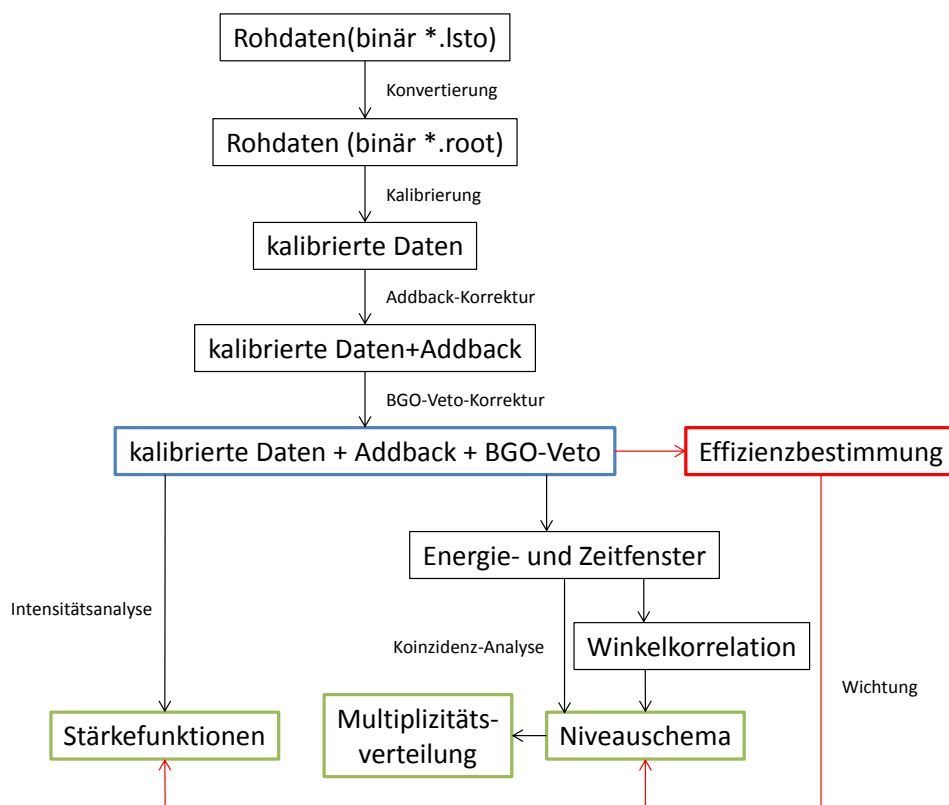 Rohdaten(binär *.lsto)
Konvertierung
Rohdaten (binär *.root)
Kalibrierung
kalibrierte Daten
Addback-Korrektur
kalibrierte Daten+Addback
BGO-Veto-Korrektur
kalibrierte Daten + Addback + BGO-Veto
Effizienzbestimmung
Energie- und Zeitfenster
Intensitätsanalyse
Koinzidenz-Analyse
Winkelkorrelation
Wichtung
Stärkefunktionen
Multiplizitäts-
verteilung
Niveauschema